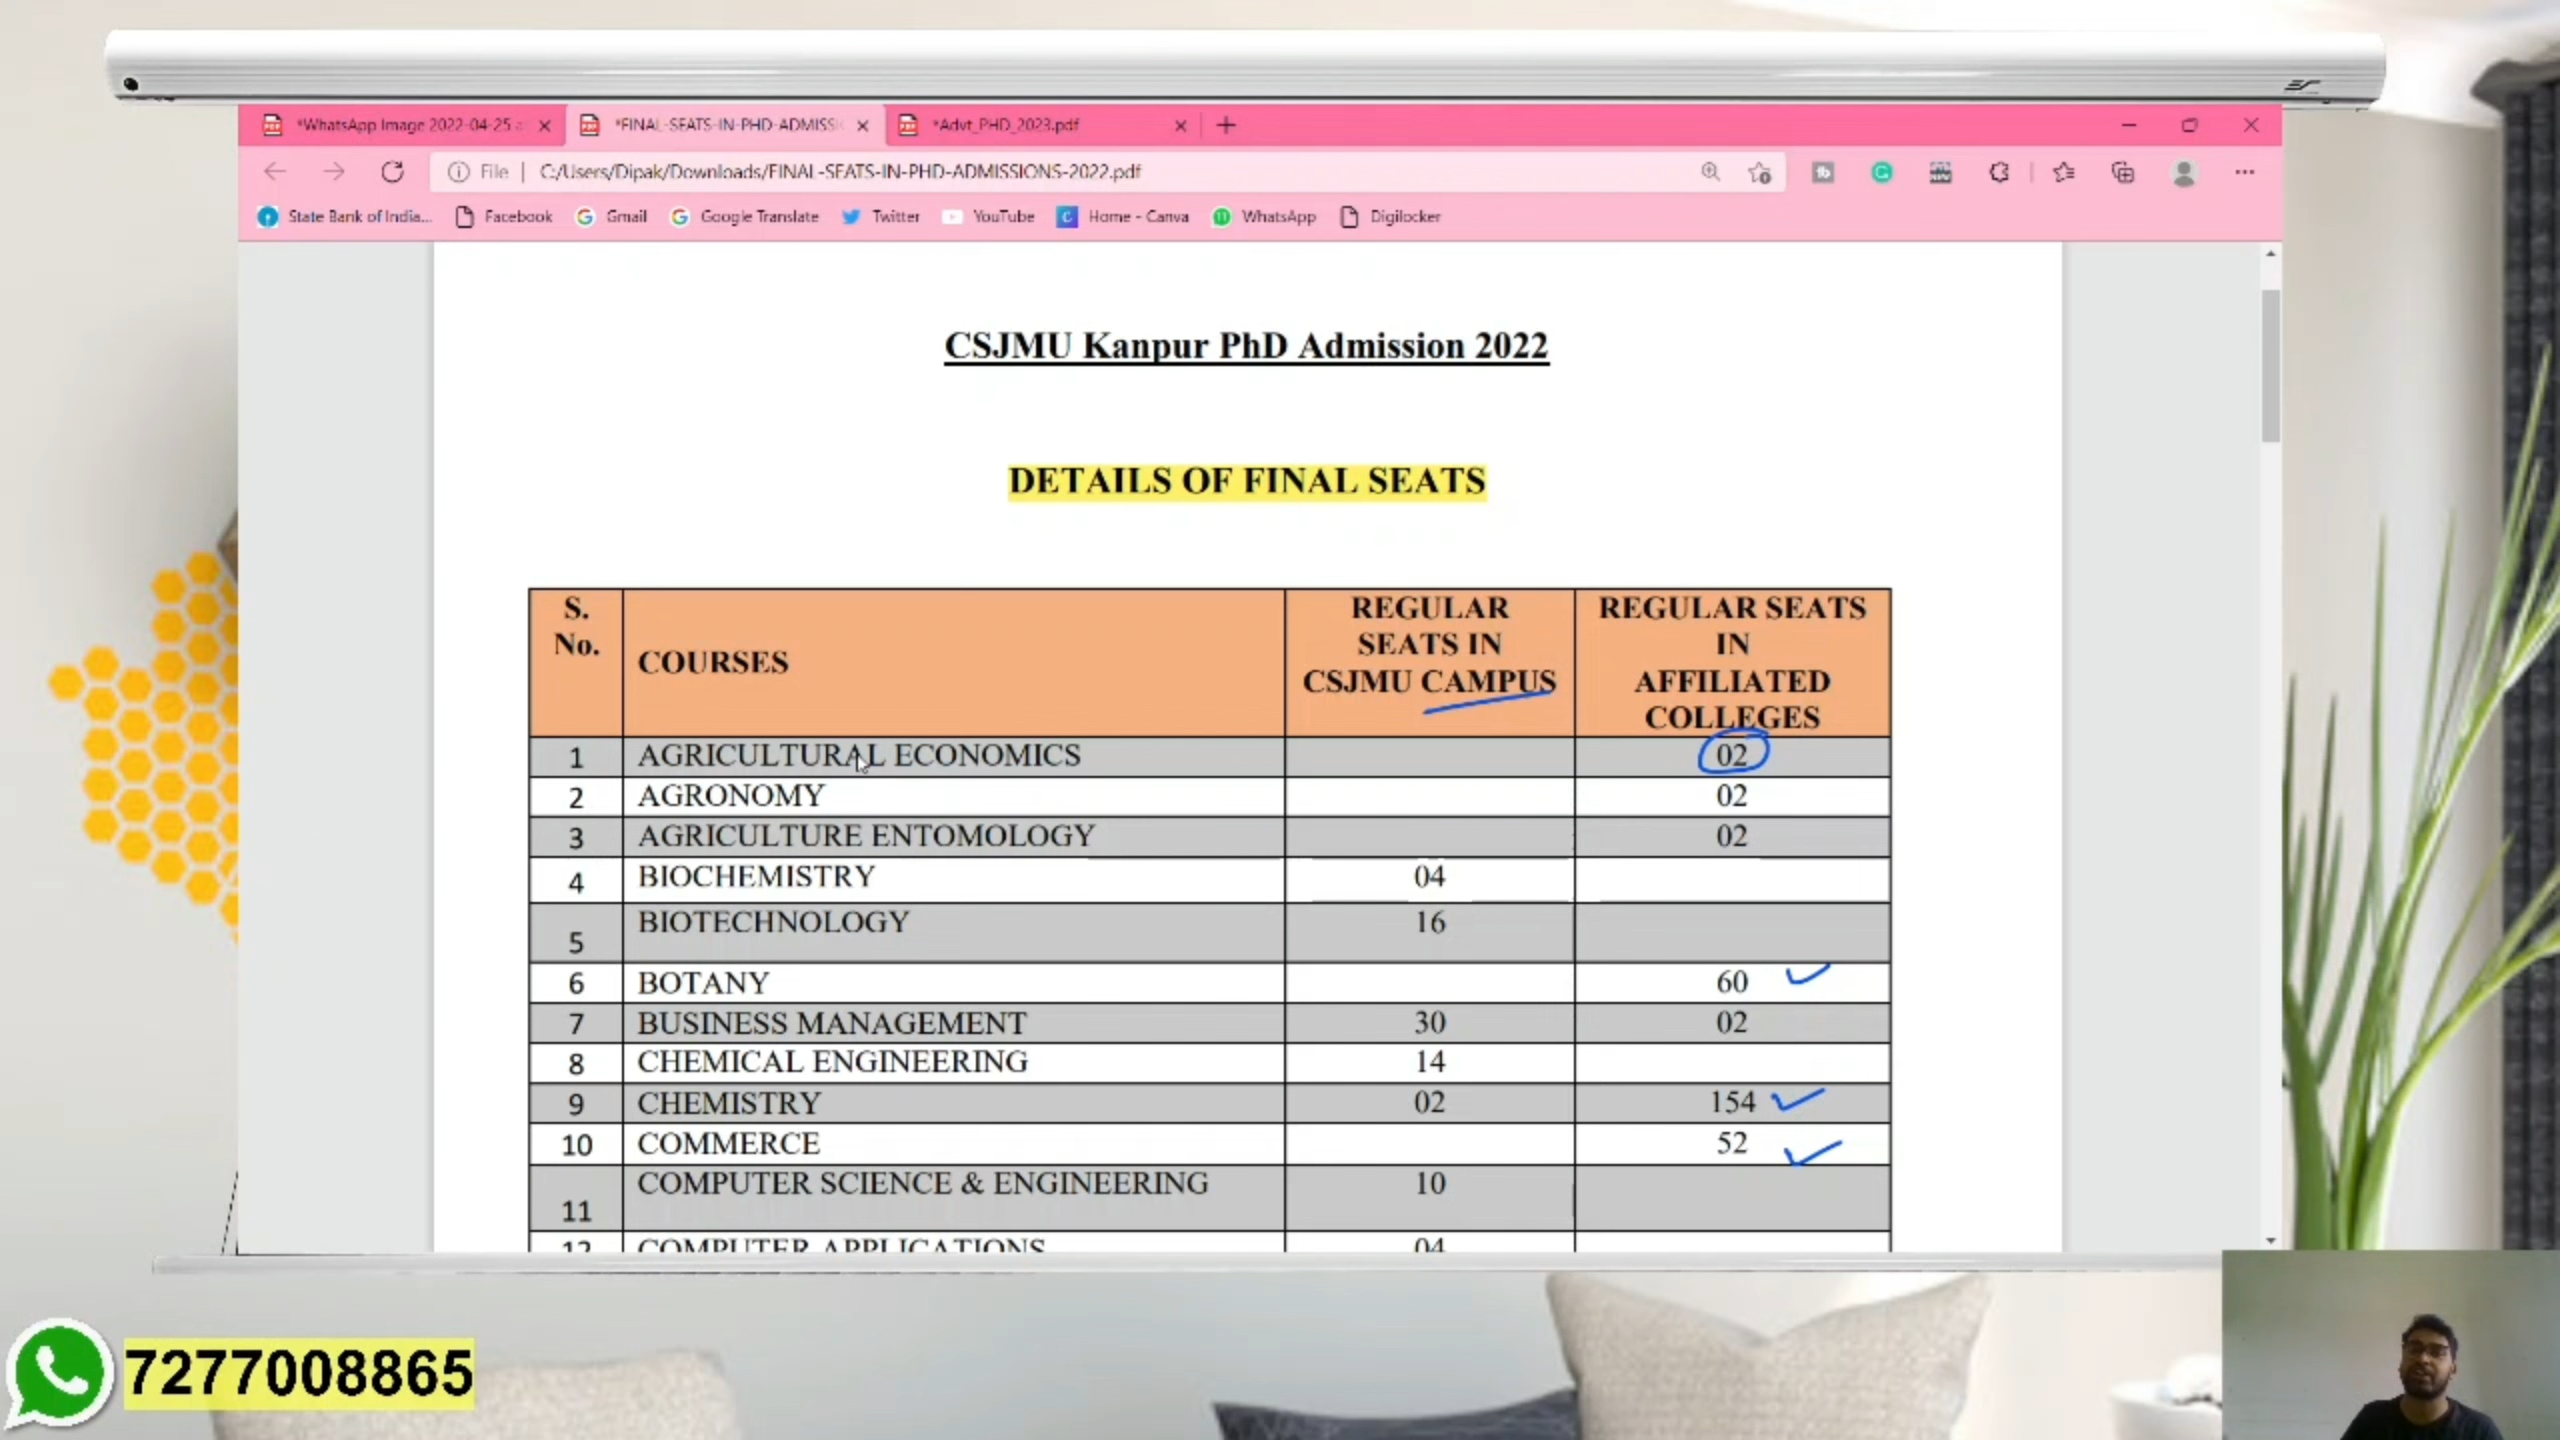 *WhatsApp Image 2022-04-25 a
*FINAL-SEATS-IN-PHD-ADMISSI
*Advt_PHD_2023.pdf
File | C:/Users/Dipak/Downloads/FINAL-SEATS-IN-PHD-ADMISSIONS-2022.pdf
State Bank of India... Facebook Gmail Google Translate Twitter YouTube Home - Canva WhatsApp Digilocker
CSJMU Kanpur PhD Admission 2022
DETAILS OF FINAL SEATS
S. No. COURSES REGULAR SEATS IN CSJMU CAMPUS REGULAR SEATS IN AFFILIATED COLLEGES
1 AGRICULTURAL ECONOMICS 02
2 AGRONOMY 02
3 AGRICULTURE ENTOMOLOGY 02
4 BIOCHEMISTRY 04
5 BIOTECHNOLOGY 16
6 BOTANY 60
7 BUSINESS MANAGEMENT 30 02
8 CHEMICAL ENGINEERING 14
9 CHEMISTRY 02 154
10 COMMERCE 52
11 COMPUTER SCIENCE & ENGINEERING 10
12 COMPUTER APPLICATIONS 04
7277008865